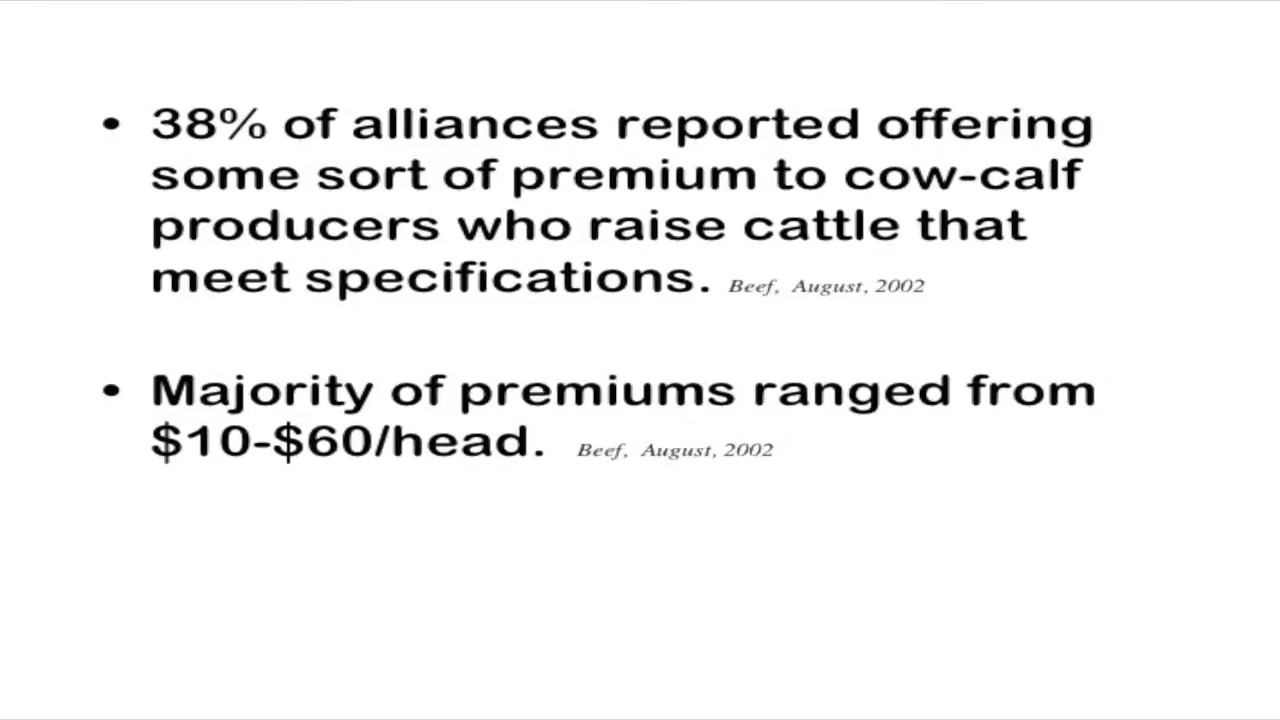 • 38% of alliances reported offering
some sort of premium to cow-calf
producers who raise cattle that
meet specifications. Beef, August, 2002
• Majority of premiums ranged from
$10-$60/head. Beef, August, 2002